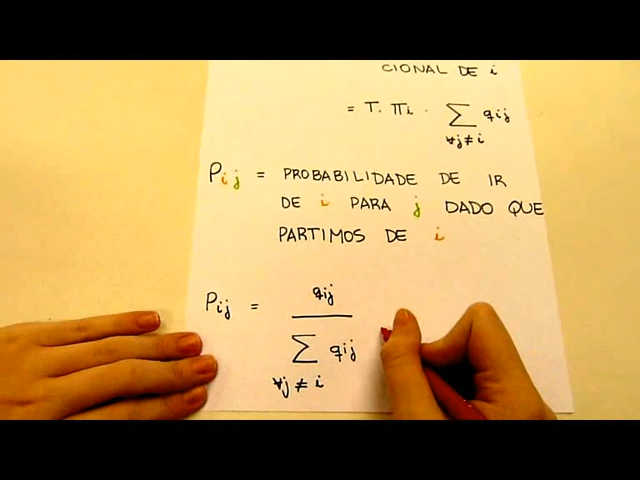 CIONAL DE i
= T. πi . ∑ qij
∀j ≠ i
Pij = PROBABILIDADE DE IR
DE i PARA j DADO QUE
PARTIMOS DE i
Pij = qij
∑ qij
∀j ≠ i